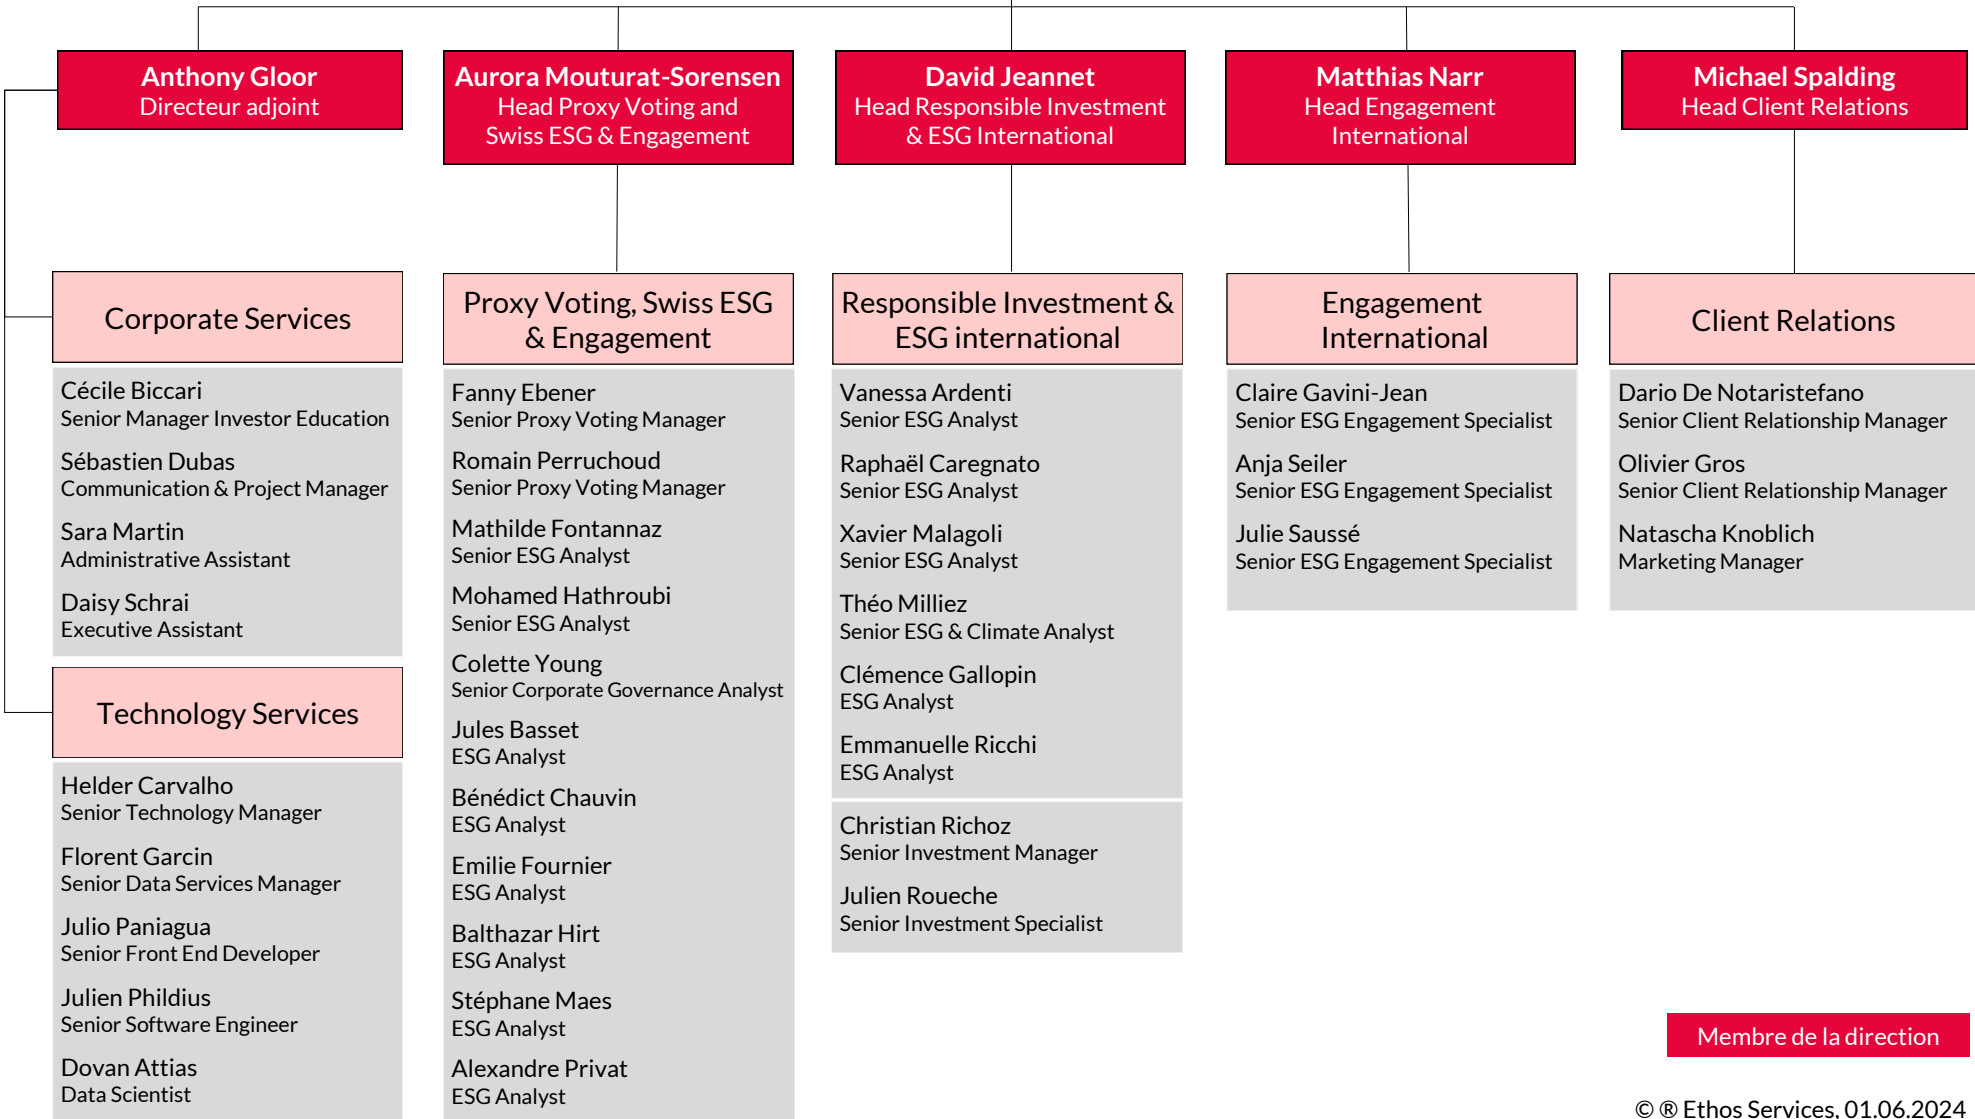 Anthony Gloor
Directeur adjoint
Aurora Mouturat-Sorensen
Head Proxy Voting and
Swiss ESG & Engagement
David Jeannet
Head Responsible Investment
& ESG International
Matthias Narr
Head Engagement
International
Michael Spalding
Head Client Relations
Corporate Services
Cécile Biccari
Senior Manager Investor Education
Sébastien Dubas
Communication & Project Manager
Sara Martin
Administrative Assistant
Daisy Schrai
Executive Assistant
Technology Services
Helder Carvalho
Senior Technology Manager
Florent Garcin
Senior Data Services Manager
Julio Paniagua
Senior Front End Developer
Julien Phildius
Senior Software Engineer
Dovan Attias
Data Scientist
Proxy Voting, Swiss ESG
& Engagement
Fanny Ebener
Senior Proxy Voting Manager
Romain Perruchoud
Senior Proxy Voting Manager
Mathilde Fontannaz
Senior ESG Analyst
Mohamed Hathroubi
Senior ESG Analyst
Colette Young
Senior Corporate Governance Analyst
Jules Basset
ESG Analyst
Bénédict Chauvin
ESG Analyst
Emilie Fournier
ESG Analyst
Balthazar Hirt
ESG Analyst
Stéphane Maes
ESG Analyst
Alexandre Privat
ESG Analyst
Responsible Investment &
ESG international
Vanessa Ardenti
Senior ESG Analyst
Raphaël Caregnato
Senior ESG Analyst
Xavier Malagoli
Senior ESG Analyst
Théo Milliez
Senior ESG & Climate Analyst
Clémence Gallopin
ESG Analyst
Emmanuelle Ricchi
ESG Analyst
Christian Richoz
Senior Investment Manager
Julien Roueche
Senior Investment Specialist
Engagement
International
Claire Gavini-Jean
Senior ESG Engagement Specialist
Anja Seiler
Senior ESG Engagement Specialist
Julie Saussé
Senior ESG Engagement Specialist
Client Relations
Dario De Notaristefano
Senior Client Relationship Manager
Olivier Gros
Senior Client Relationship Manager
Natascha Knoblich
Marketing Manager
Membre de la direction
© ® Ethos Services, 01.06.2024